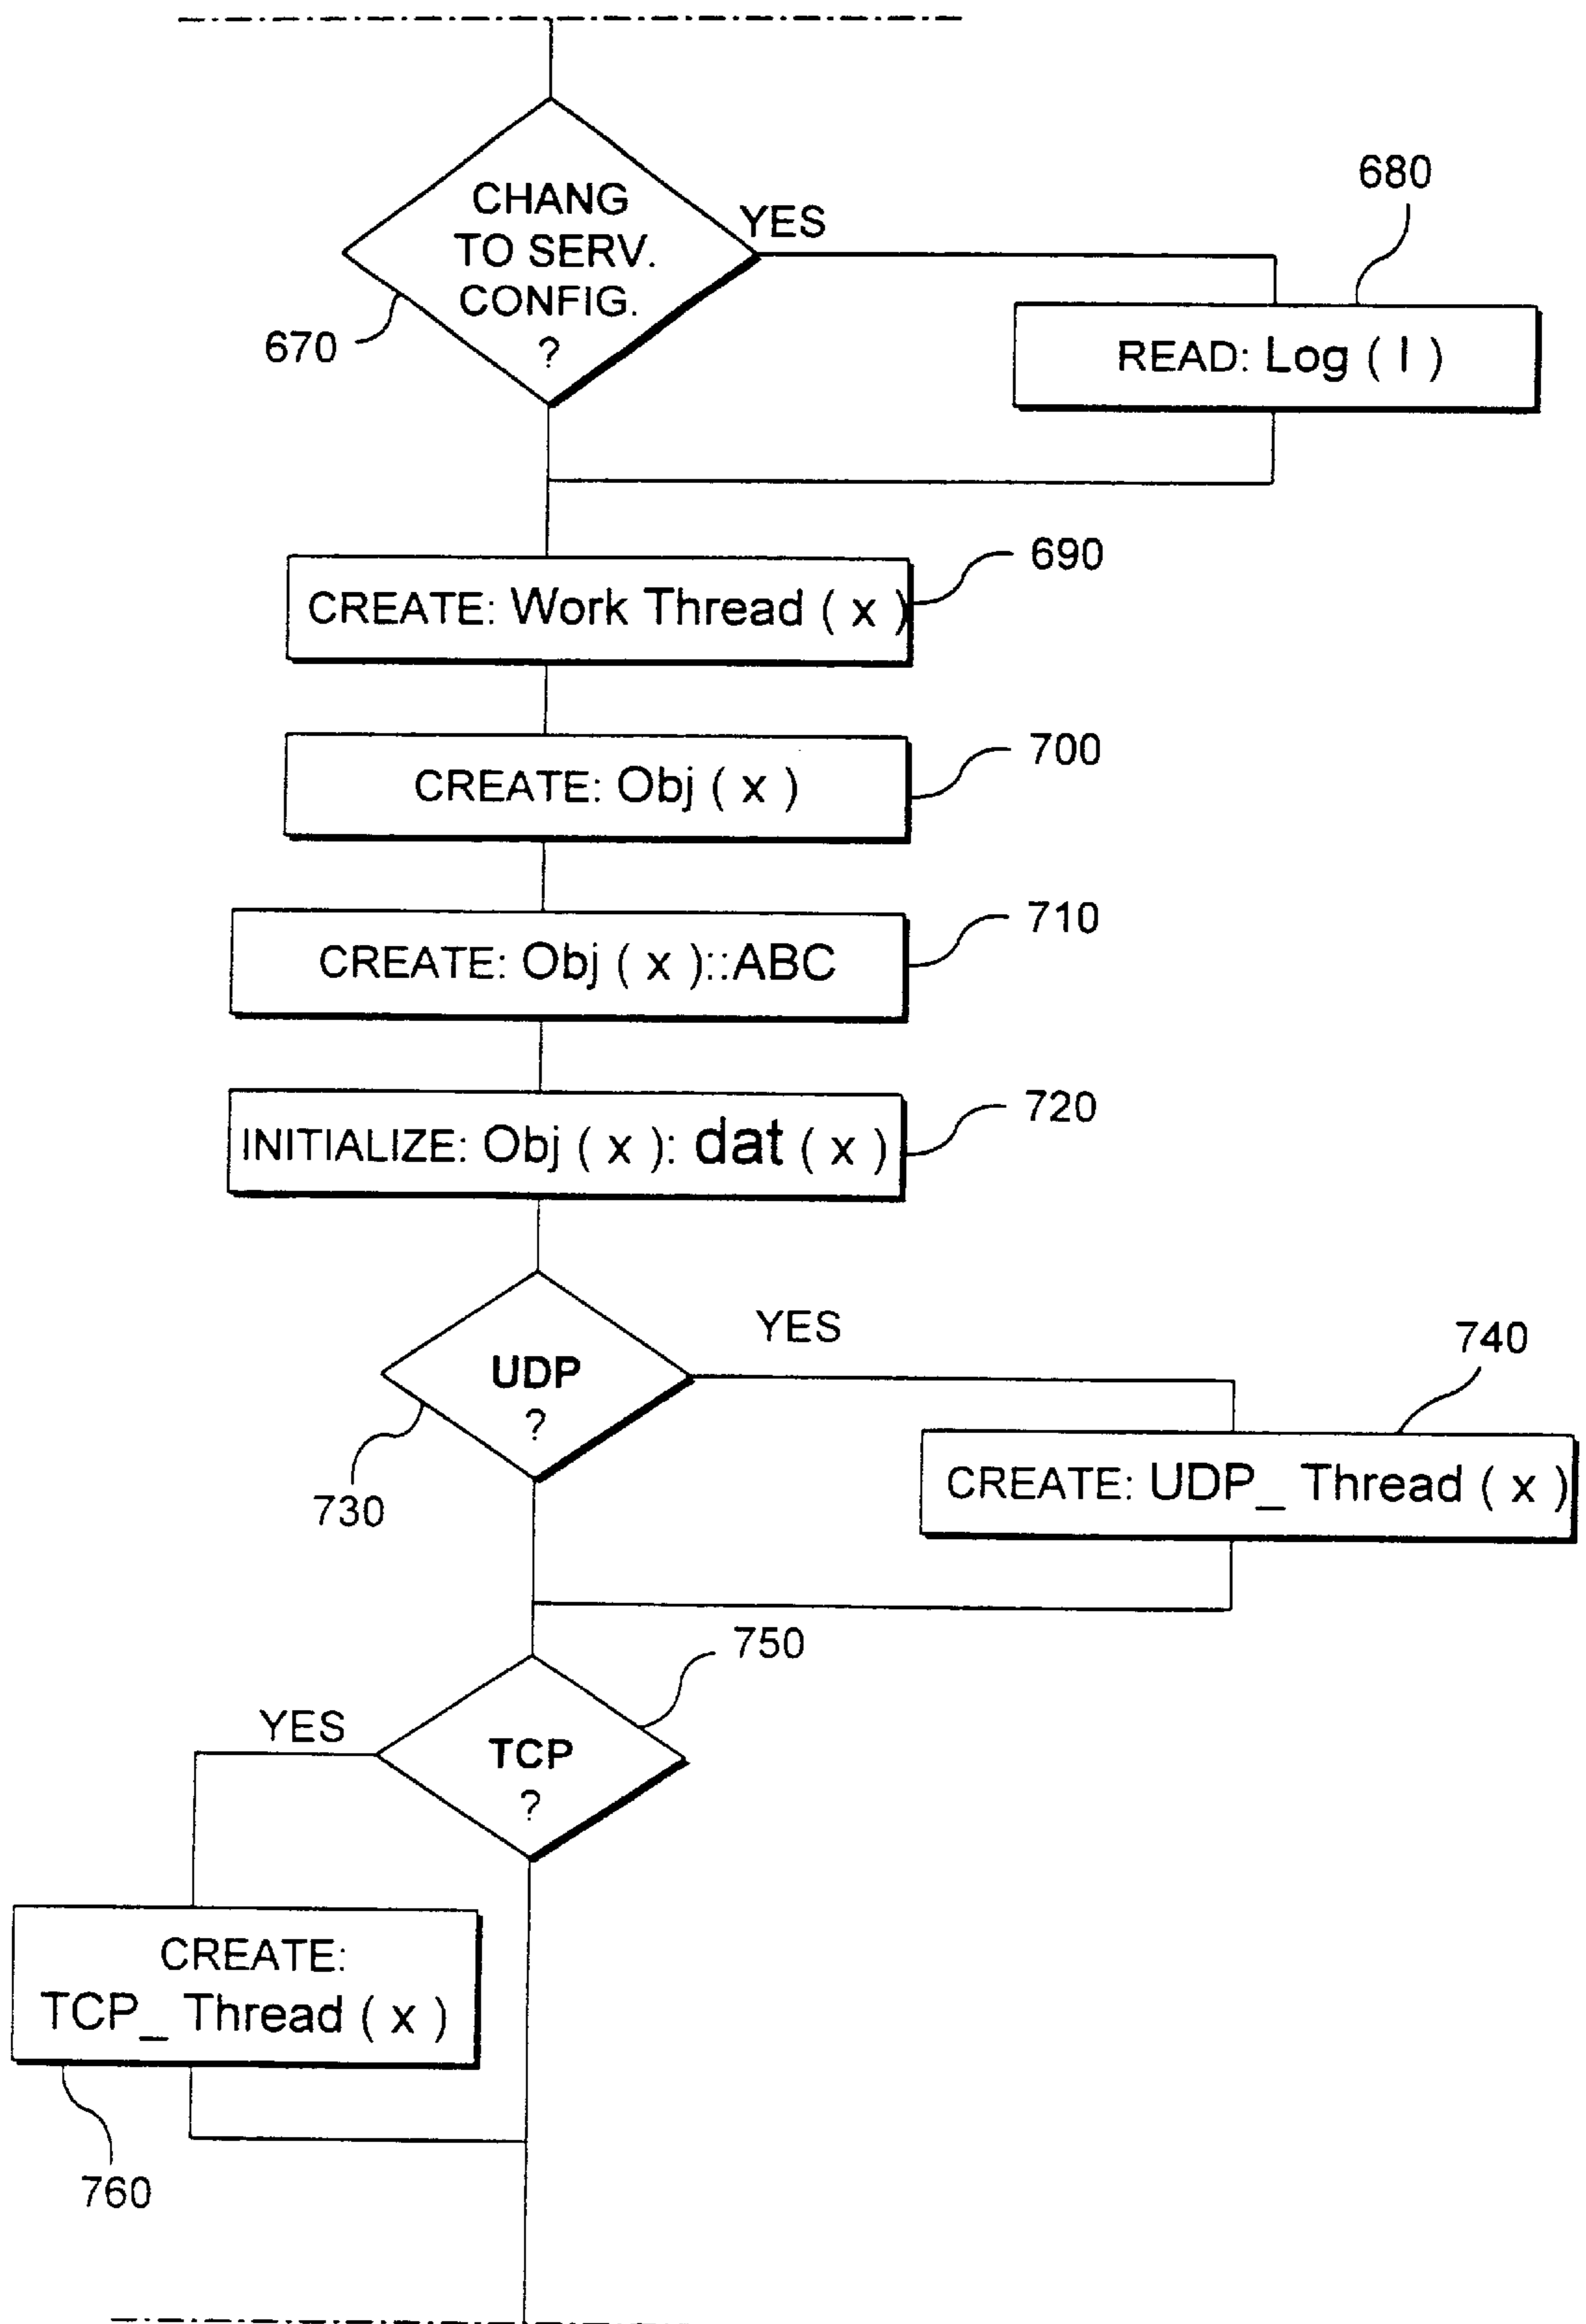 CHANG
TO SERV.
CONFIG.
?
YES
670
680
READ: Log ( I )
CREATE: Work Thread ( x )
690
CREATE: Obj ( x )
700
CREATE: Obj ( x )::ABC
710
INITIALIZE: Obj ( x ): dat ( x )
720
UDP
?
YES
730
740
CREATE: UDP_ Thread ( x )
750
YES
TCP
?
CREATE:
TCP_ Thread ( x )
760